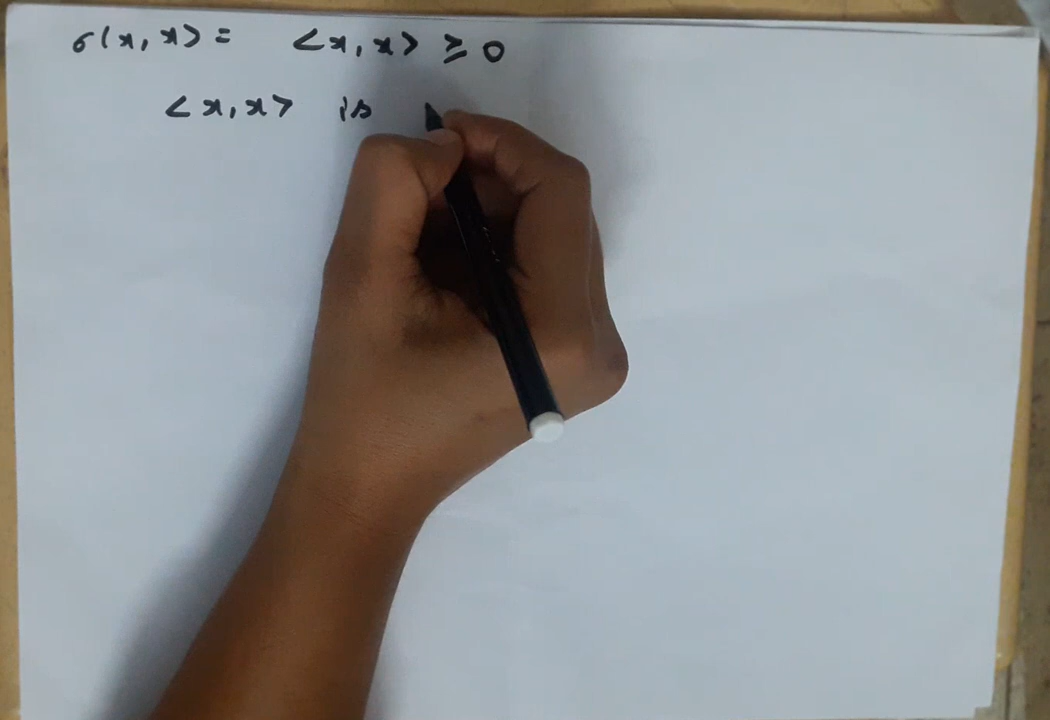 σ(x, x> = <x, x> ≥ 0
<x, x> is